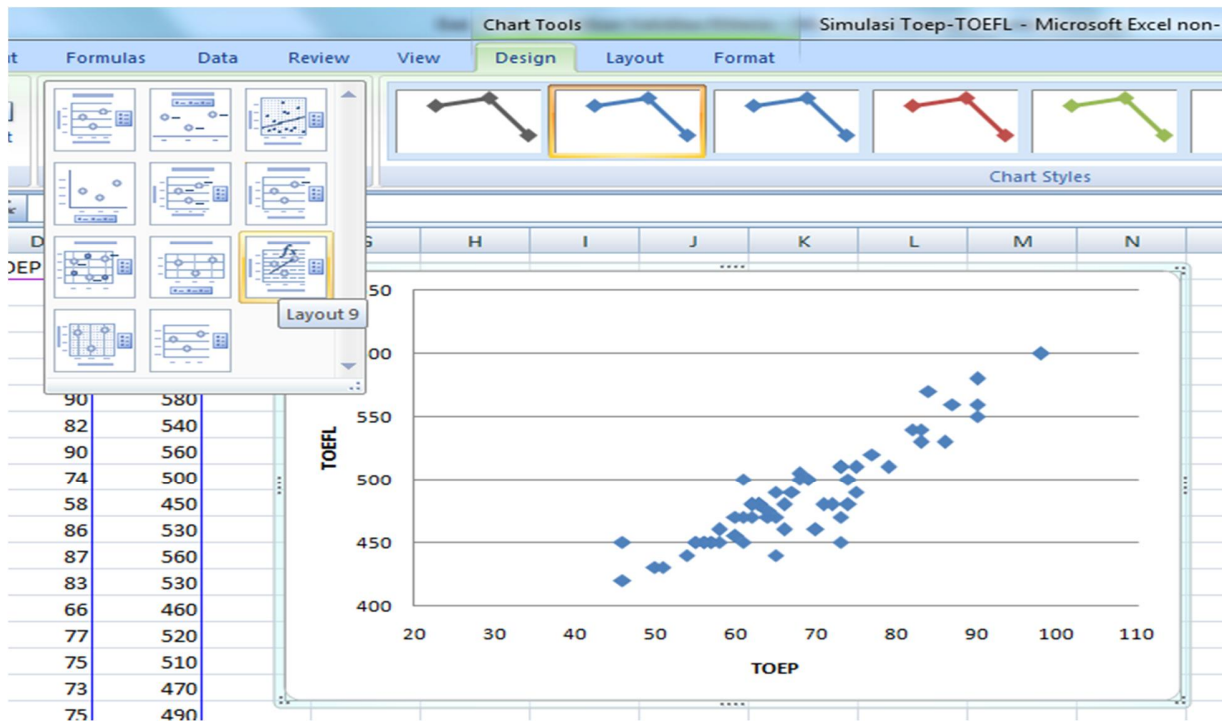 Chart Tools Simulasi Toep-TOEFL - Microsoft Excel non-
Formulas Data Review View Design Layout Format
Chart Styles
H I J K L M N
Layout 9
90 580
82 540
90 560
74 500
58 450
86 530
87 560
83 530
66 460
77 520
75 510
73 470
75 490
TOEFL
550
500
450
400
20 30 40 50 60 70 80 90 100 110
TOEP